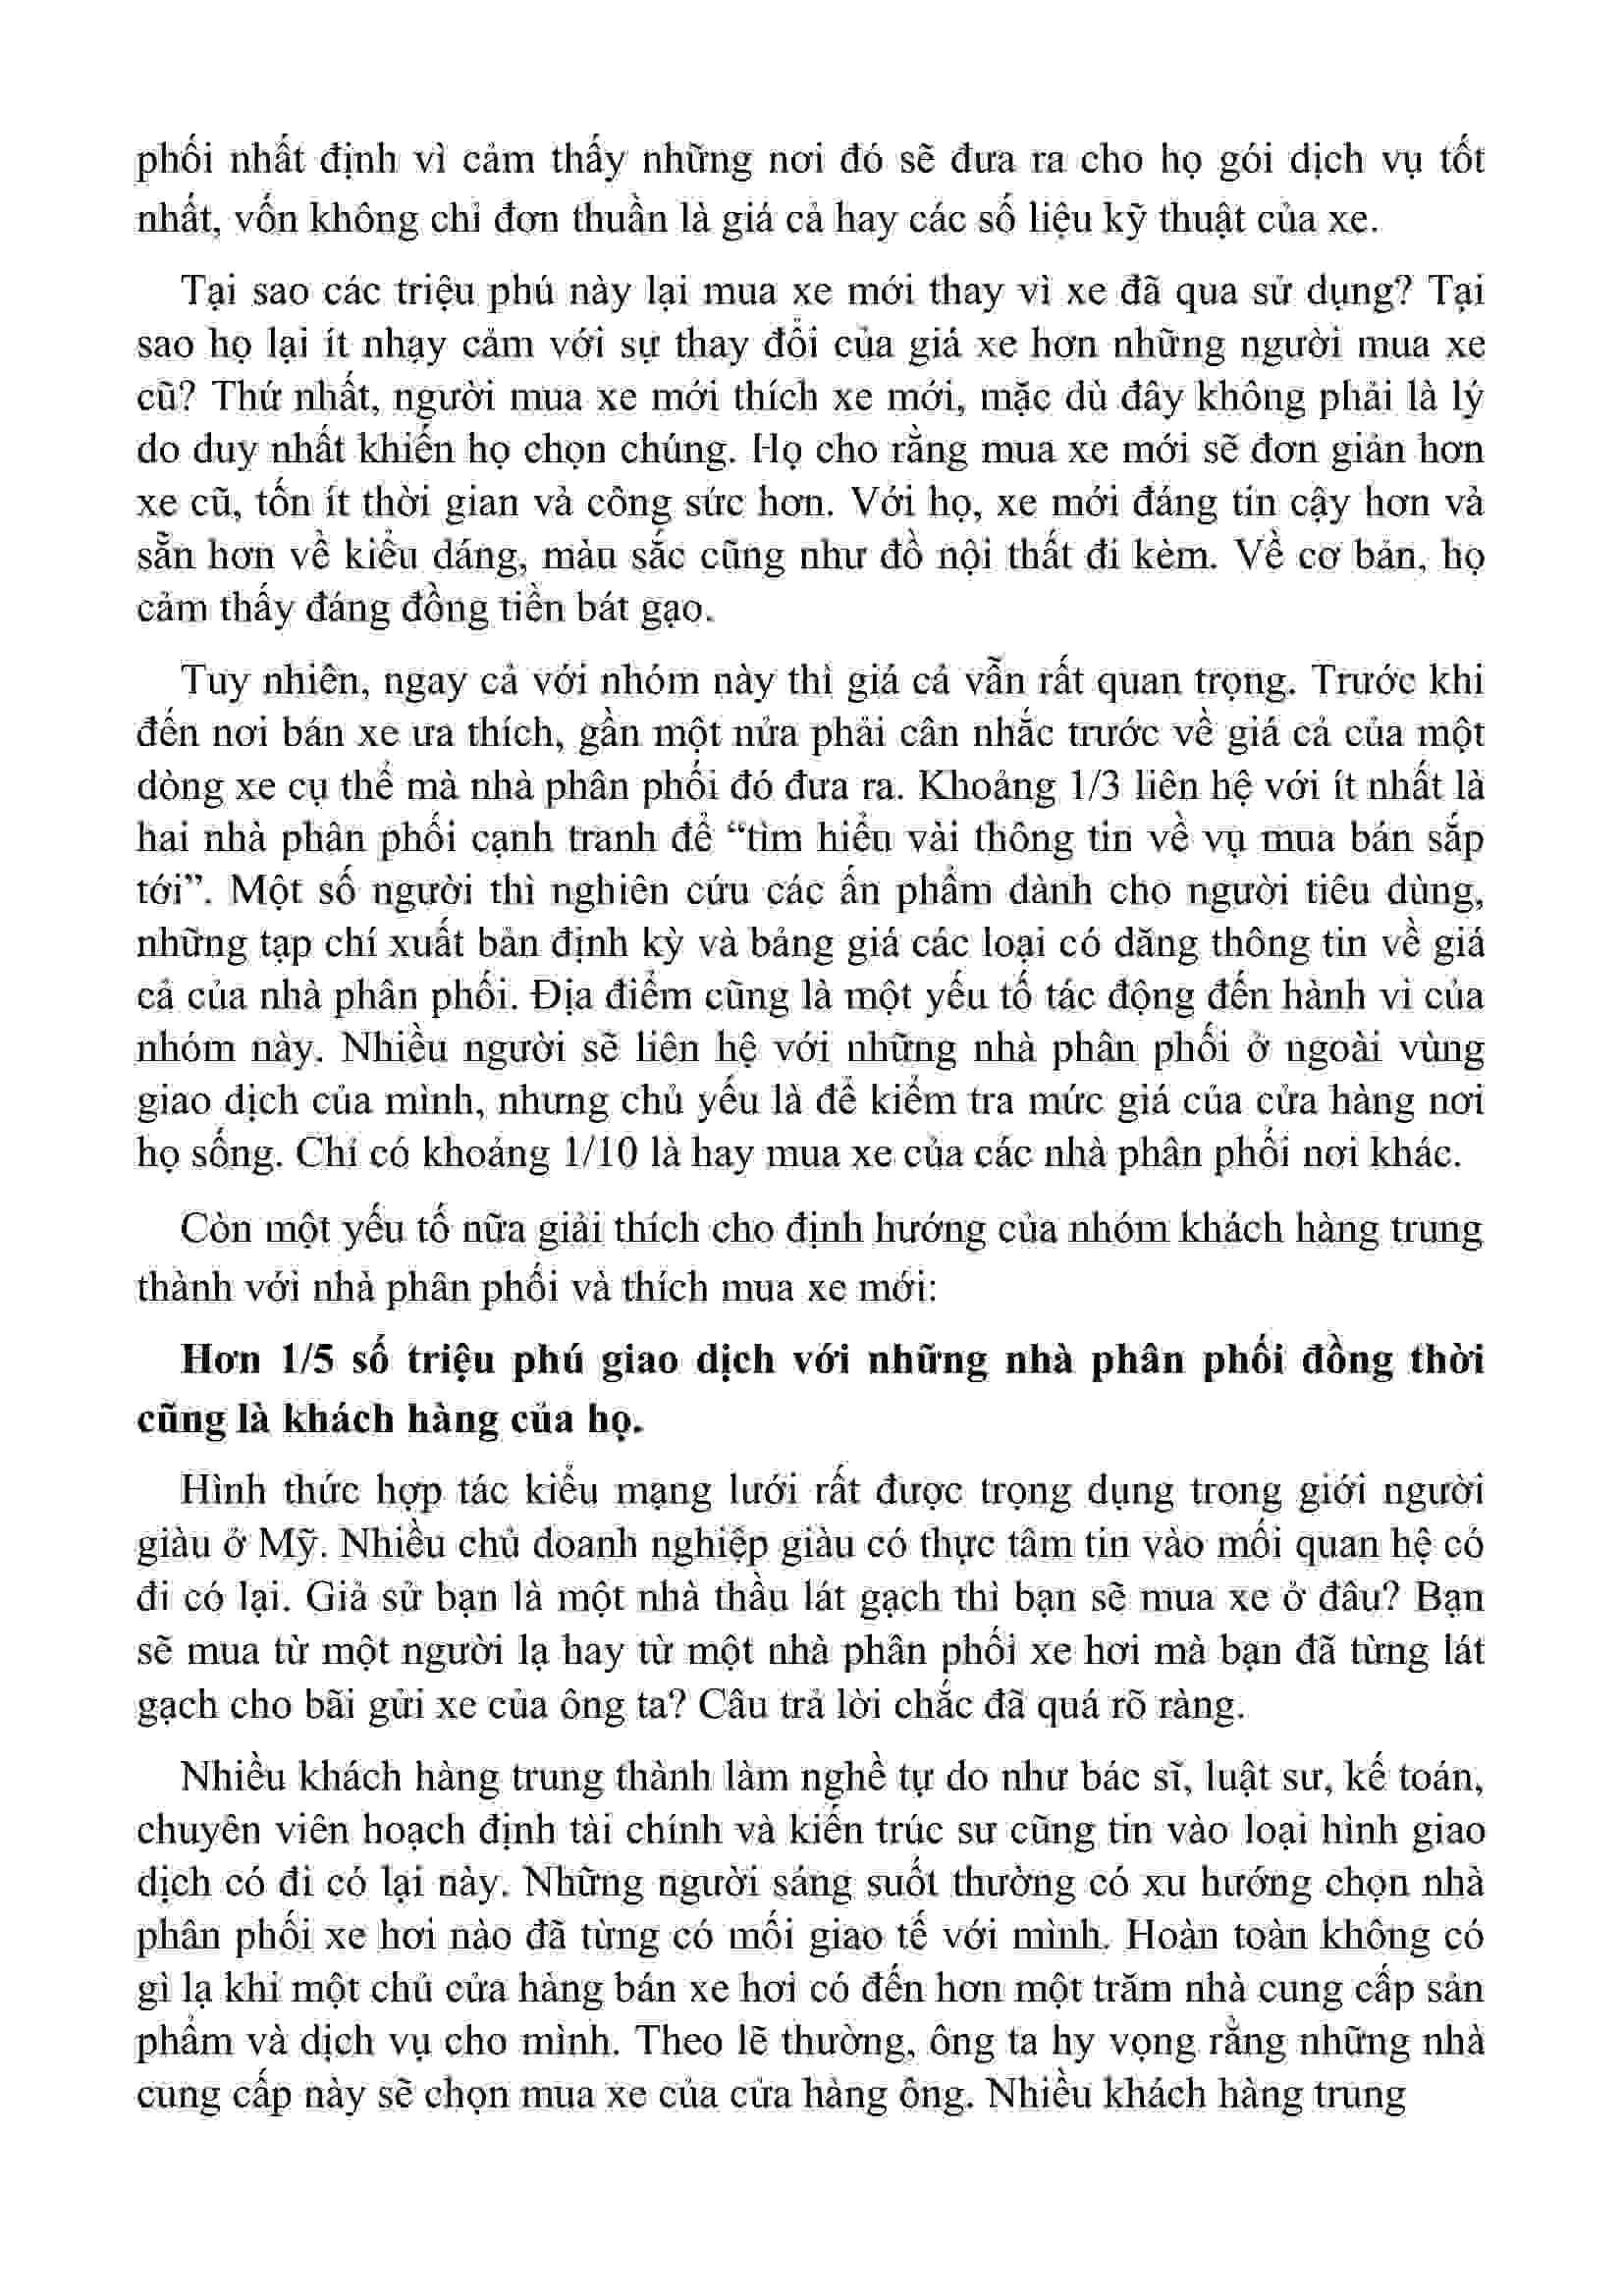 phối nhất định vì cảm thấy những nơi đó sẽ đưa ra cho họ gói dịch vụ tốt
nhất, vốn không chỉ đơn thuần là giá cả hay các số liệu kỹ thuật của xe.
Tại sao các triệu phú này lại mua xe mới thay vì xe đã qua sử dụng? Tại
sao họ lại ít nhạy cảm với sự thay đổi của giá xe hơn những người mua xe
cũ? Thứ nhất, người mua xe mới thích xe mới, mặc dù đây không phải là lý
do duy nhất khiến họ chọn chúng. Họ cho rằng mua xe mới sẽ đơn giản hơn
xe cũ, tốn ít thời gian và công sức hơn. Với họ, xe mới đáng tin cậy hơn và
sẵn hơn về kiểu dáng, màu sắc cũng như đồ nội thất đi kèm. Về cơ bản, họ
cảm thấy đáng đồng tiền bát gạo.
Tuy nhiên, ngay cả với nhóm này thì giá cả vẫn rất quan trọng. Trước khi
đến nơi bán xe ưa thích, gần một nửa phải cân nhắc trước về giá cả của một
dòng xe cụ thể mà nhà phân phối đó đưa ra. Khoảng 1/3 liên hệ với ít nhất là
hai nhà phân phối cạnh tranh để “tìm hiểu vài thông tin về vụ mua bán sắp
tới”. Một số người thì nghiên cứu các ấn phẩm dành cho người tiêu dùng,
những tạp chí xuất bản định kỳ và bảng giá các loại có đăng thông tin về giá
cả của nhà phân phối. Địa điểm cũng là một yếu tố tác động đến hành vi của
nhóm này. Nhiều người sẽ liên hệ với những nhà phân phối ở ngoài vùng
giao dịch của mình, nhưng chủ yếu là để kiểm tra mức giá của cửa hàng nơi
họ sống. Chỉ có khoảng 1/10 là hay mua xe của các nhà phân phối nơi khác.
Còn một yếu tố nữa giải thích cho định hướng của nhóm khách hàng trung
thành với nhà phân phối và thích mua xe mới:
Hơn 1/5 số triệu phú giao dịch với những nhà phân phối đồng thời
cũng là khách hàng của họ.
Hình thức hợp tác kiểu mạng lưới rất được trọng dụng trong giới người
giàu ở Mỹ. Nhiều chủ doanh nghiệp giàu có thực tâm tin vào mối quan hệ có
đi có lại. Giả sử bạn là một nhà thầu lát gạch thì bạn sẽ mua xe ở đâu? Bạn
sẽ mua từ một người lạ hay từ một nhà phân phối xe hơi mà bạn đã từng lát
gạch cho bãi gửi xe của ông ta? Câu trả lời chắc đã quá rõ ràng.
Nhiều khách hàng trung thành làm nghề tự do như bác sĩ, luật sư, kế toán,
chuyên viên hoạch định tài chính và kiến trúc sư cũng tin vào loại hình giao
dịch có đi có lại này. Những người sáng suốt thường có xu hướng chọn nhà
phân phối xe hơi nào đã từng có mối giao tế với mình. Hoàn toàn không có
gì lạ khi một chủ cửa hàng bán xe hơi có đến hơn một trăm nhà cung cấp sản
phẩm và dịch vụ cho mình. Theo lẽ thường, ông ta hy vọng rằng những nhà
cung cấp này sẽ chọn mua xe của cửa hàng ông. Nhiều khách hàng trung